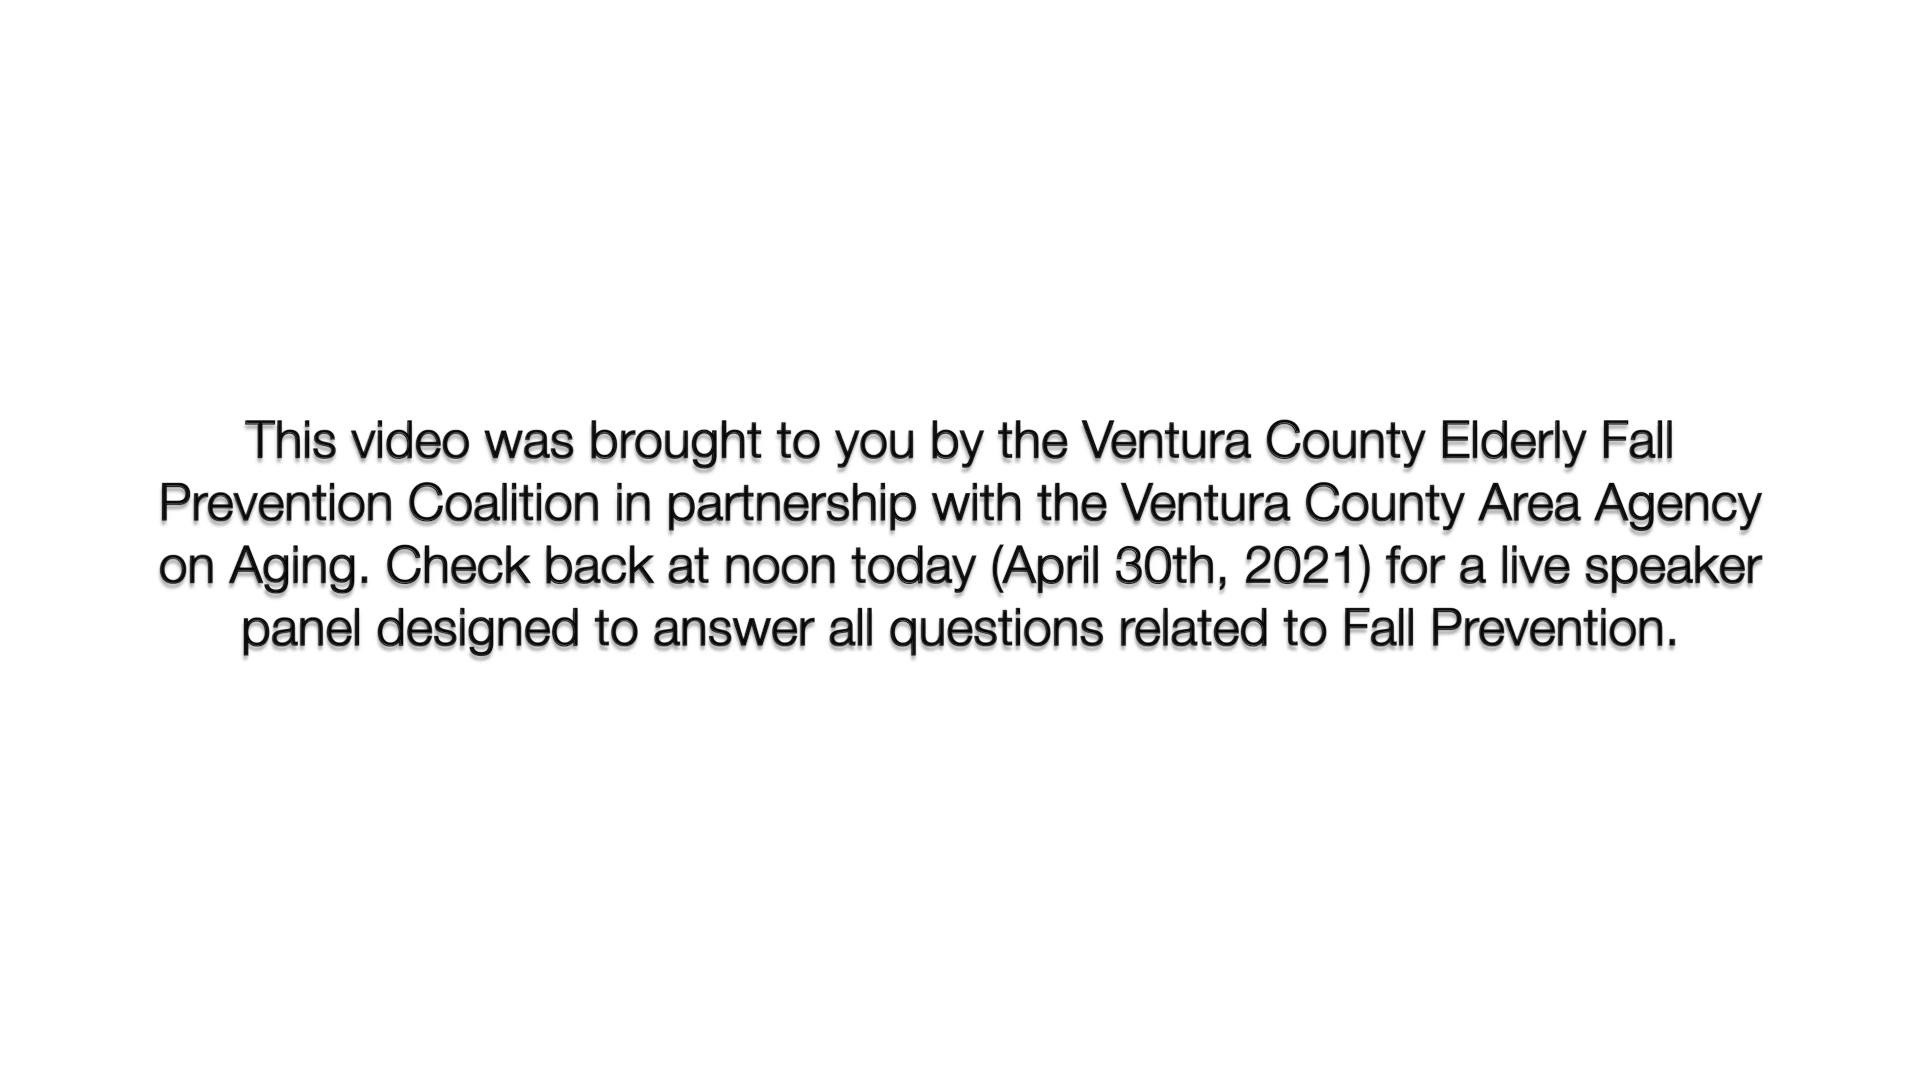 This video was brought to you by the Ventura County Elderly Fall
Prevention Coalition in partnership with the Ventura County Area Agency
on Aging. Check back at noon today (April 30th, 2021) for a live speaker
panel designed to answer all questions related to Fall Prevention.